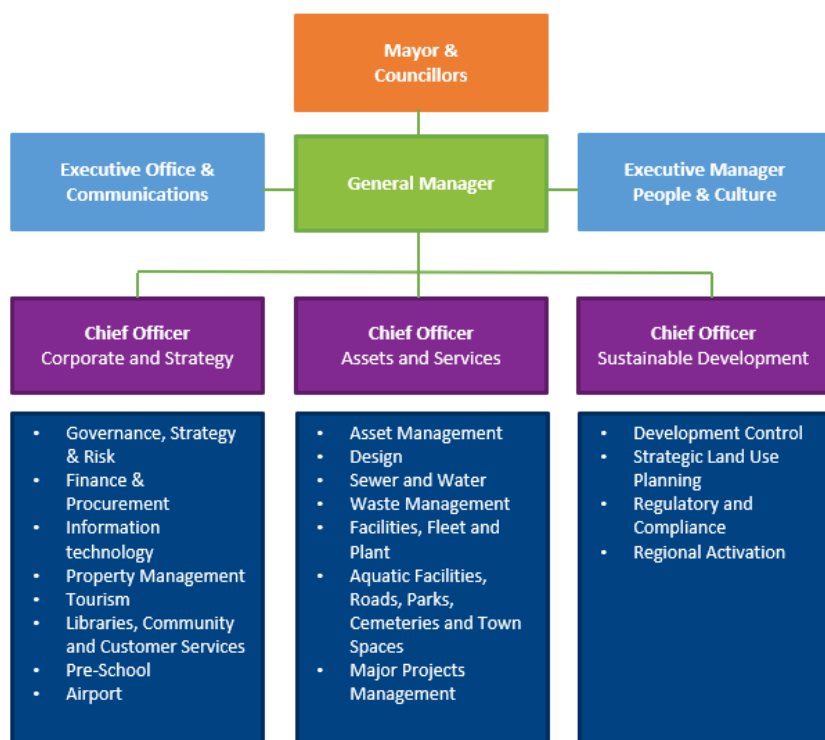 Mayor &
Councillors
Executive Office &
Communications
General Manager
Executive Manager
People & Culture
Chief Officer
Corporate and Strategy
Chief Officer
Assets and Services
Chief Officer
Sustainable Development
• Governance, Strategy
& Risk
• Finance &
Procurement
• Information
technology
• Property Management
• Tourism
• Libraries, Community
and Customer Services
• Pre-School
• Airport
• Asset Management
• Design
• Sewer and Water
• Waste Management
• Facilities, Fleet and
Plant
• Aquatic Facilities,
Roads, Parks,
Cemeteries and Town
Spaces
• Major Projects
Management
• Development Control
• Strategic Land Use
Planning
• Regulatory and
Compliance
• Regional Activation